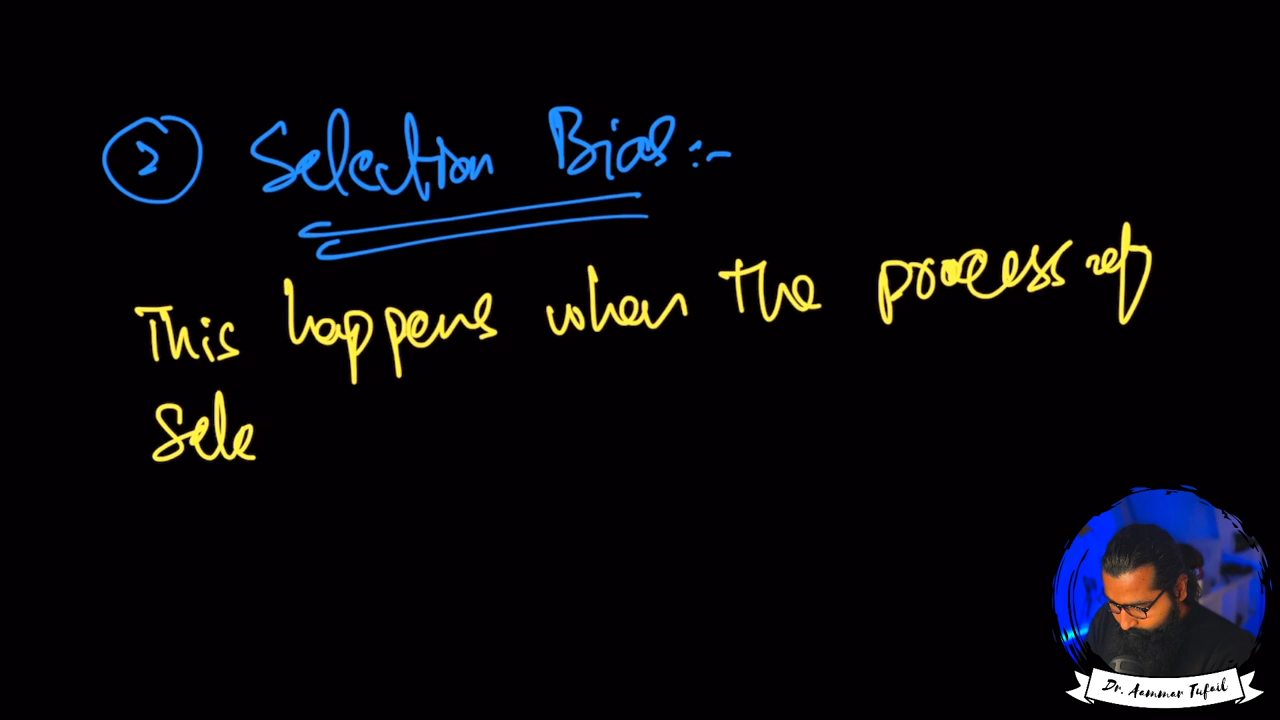 2 Selection Bias :-
This happens when the process of
Sele
Dr. Aammar Tufail